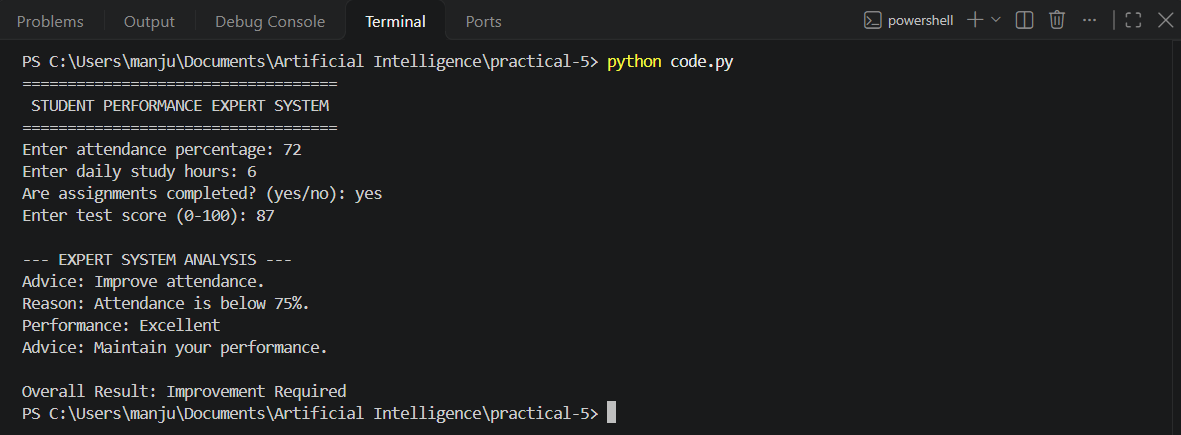 Problems Output Debug Console Terminal Ports powershell
PS C:\Users\manju\Documents\Artificial Intelligence\practical-5> python code.py
===================================
STUDENT PERFORMANCE EXPERT SYSTEM
===================================
Enter attendance percentage: 72
Enter daily study hours: 6
Are assignments completed? (yes/no): yes
Enter test score (0-100): 87
--- EXPERT SYSTEM ANALYSIS ---
Advice: Improve attendance.
Reason: Attendance is below 75%.
Performance: Excellent
Advice: Maintain your performance.
Overall Result: Improvement Required
PS C:\Users\manju\Documents\Artificial Intelligence\practical-5>